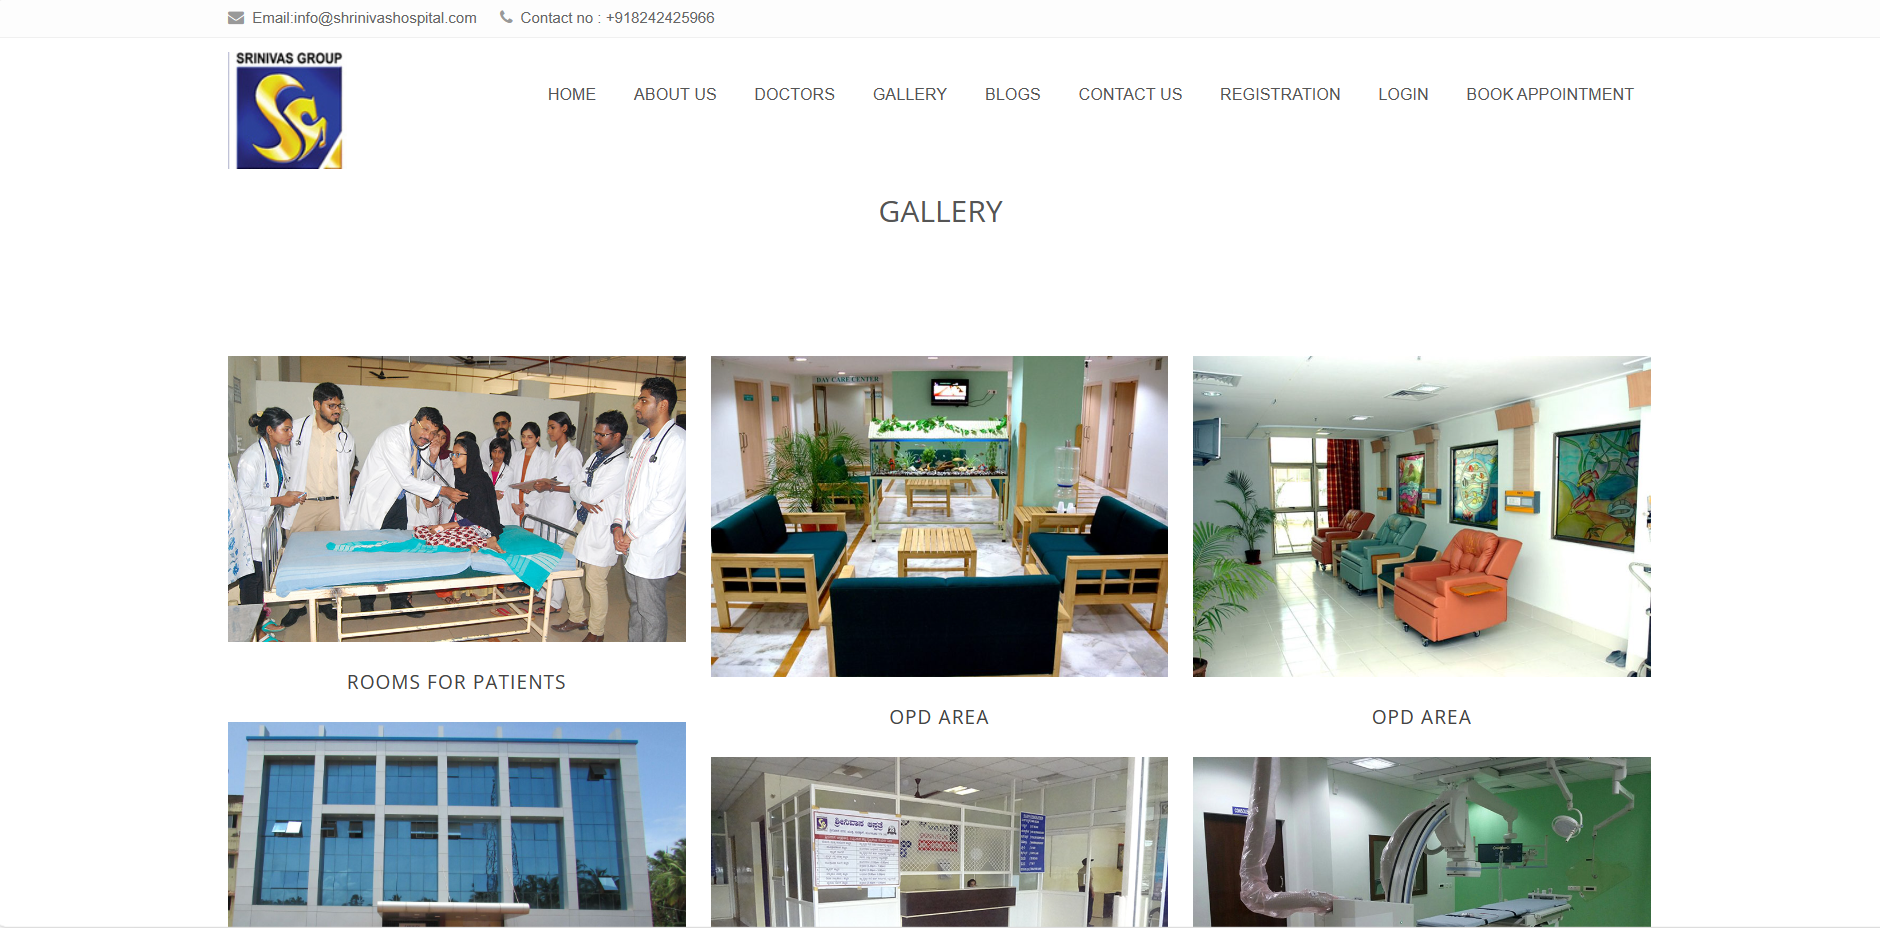 Email:info@shrinivashospital.com
Contact no : +918242425966
SRINIVAS GROUP
HOME
ABOUT US
DOCTORS
GALLERY
BLOGS
CONTACT US
REGISTRATION
LOGIN
BOOK APPOINTMENT
GALLERY
DAY CARE CENTER
ROOMS FOR PATIENTS
OPD AREA
OPD AREA
ಶ್ರೀನಿವಾಸ ಆಸ್ಪತ್ರೆ